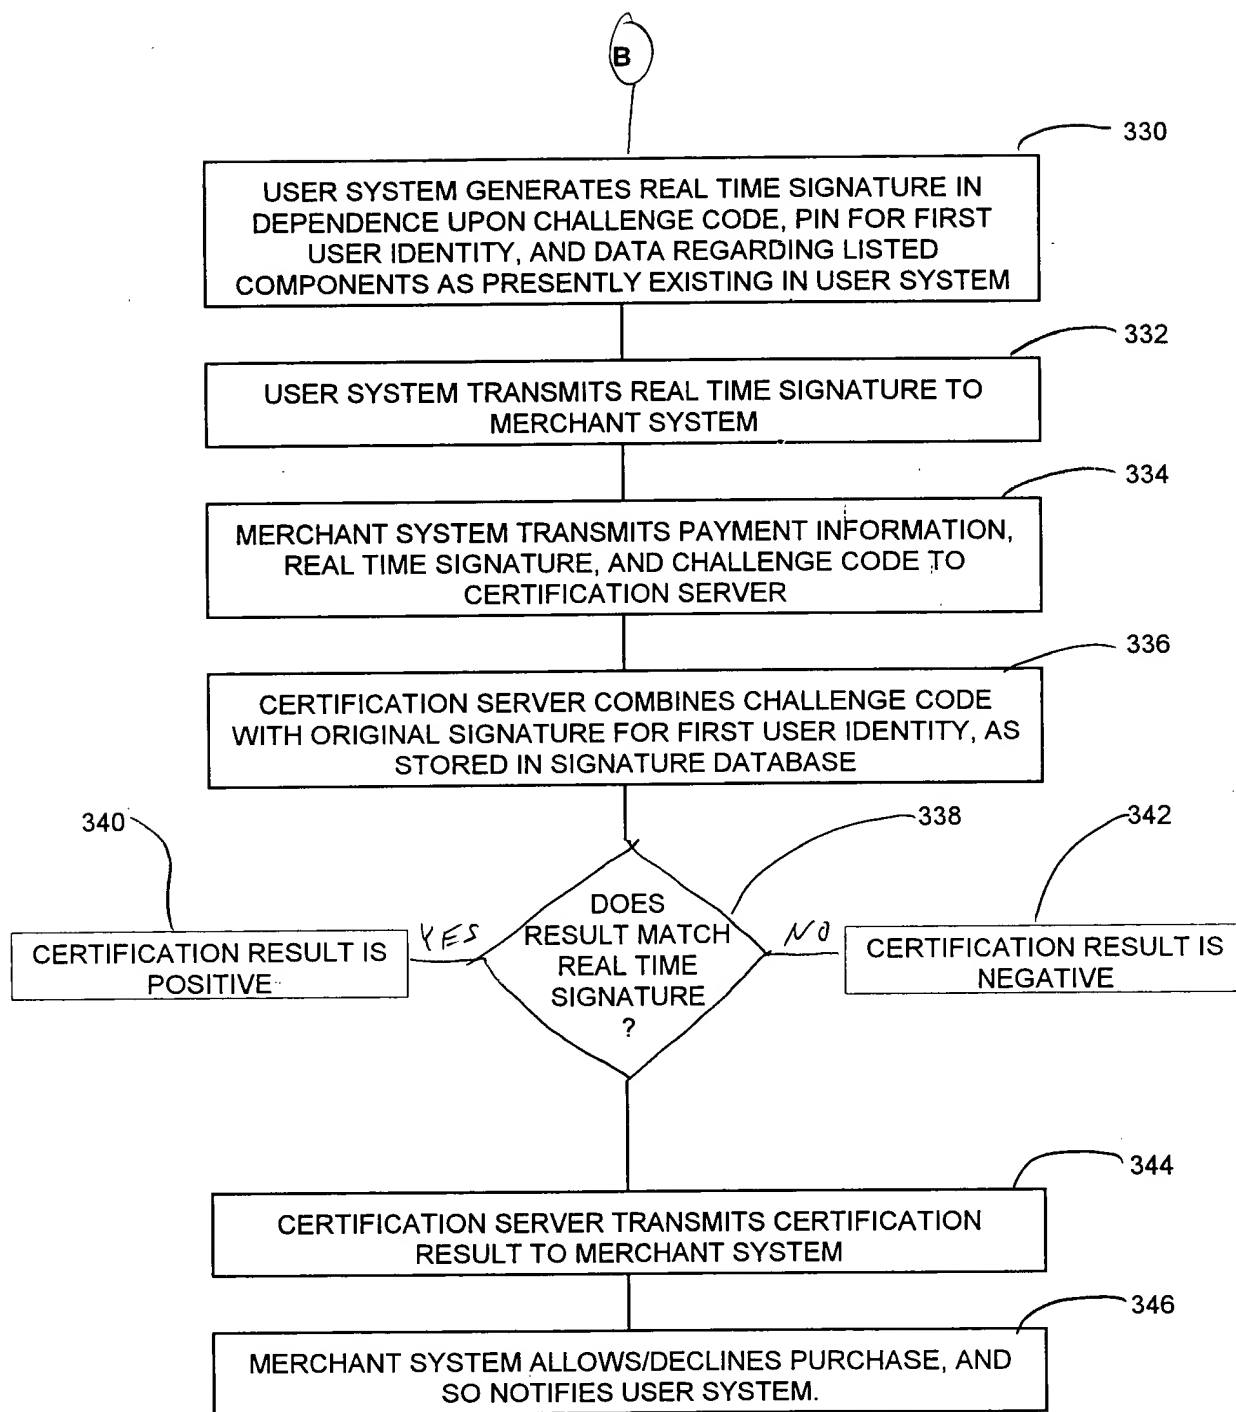 B
330
USER SYSTEM GENERATES REAL TIME SIGNATURE IN
DEPENDENCE UPON CHALLENGE CODE, PIN FOR FIRST
USER IDENTITY, AND DATA REGARDING LISTED
COMPONENTS AS PRESENTLY EXISTING IN USER SYSTEM
332
USER SYSTEM TRANSMITS REAL TIME SIGNATURE TO
MERCHANT SYSTEM
334
MERCHANT SYSTEM TRANSMITS PAYMENT INFORMATION,
REAL TIME SIGNATURE, AND CHALLENGE CODE TO
CERTIFICATION SERVER
336
CERTIFICATION SERVER COMBINES CHALLENGE CODE
WITH ORIGINAL SIGNATURE FOR FIRST USER IDENTITY, AS
STORED IN SIGNATURE DATABASE
340
338
342
CERTIFICATION RESULT IS
POSITIVE
YES
DOES
RESULT MATCH
REAL TIME
SIGNATURE
?
NO
CERTIFICATION RESULT IS
NEGATIVE
344
CERTIFICATION SERVER TRANSMITS CERTIFICATION
RESULT TO MERCHANT SYSTEM
346
MERCHANT SYSTEM ALLOWS/DECLINES PURCHASE, AND
SO NOTIFIES USER SYSTEM.